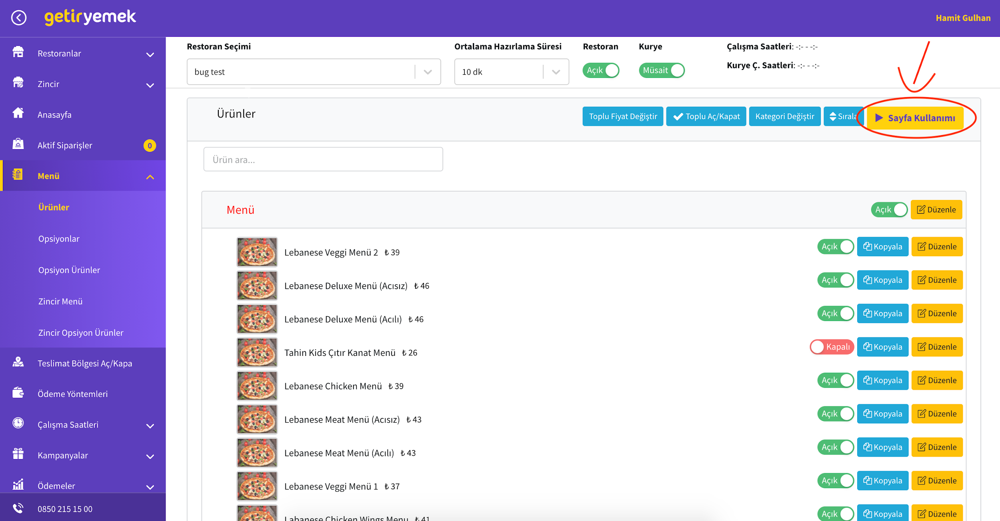 getiryemek
Hamit Gulhan
Restoranlar
Zincir
Anasayfa
Aktif Siparişler 0
Menü
Ürünler
Opsiyonlar
Opsiyon Ürünler
Zincir Menü
Zincir Opsiyon Ürünler
Teslimat Bölgesi Aç/Kapa
Ödeme Yöntemleri
Çalışma Saatleri
Kampanyalar
Ödemeler
0850 215 15 00
Restoran Seçimi
bug test
Ortalama Hazırlama Süresi
10 dk
Restoran
Açık
Kurye
Müsait
Çalışma Saatleri: -:- - -:-
Kurye Ç. Saatleri: -:- - -:-
Ürünler
Toplu Fiyat Değiştir Toplu Aç/Kapat Kategori Değiştir Sırala Sayfa Kullanımı
Ürün ara...
Menü Açık Düzenle
Lebanese Veggi Menü 2 ₺ 39 Açık Kopyala Düzenle
Lebanese Deluxe Menü (Acısız) ₺ 46 Açık Kopyala Düzenle
Lebanese Deluxe Menü (Acılı) ₺ 46 Açık Kopyala Düzenle
Tahin Kids Çıtır Kanat Menü ₺ 26 Kapalı Kopyala Düzenle
Lebanese Chicken Menü ₺ 39 Açık Kopyala Düzenle
Lebanese Meat Menü (Acısız) ₺ 43 Açık Kopyala Düzenle
Lebanese Meat Menü (Acılı) ₺ 43 Açık Kopyala Düzenle
Lebanese Veggi Menü 1 ₺ 37 Açık Kopyala Düzenle
Labanese Chicken Wings Menu ₺ 41 Açık Kopyala Düzenle